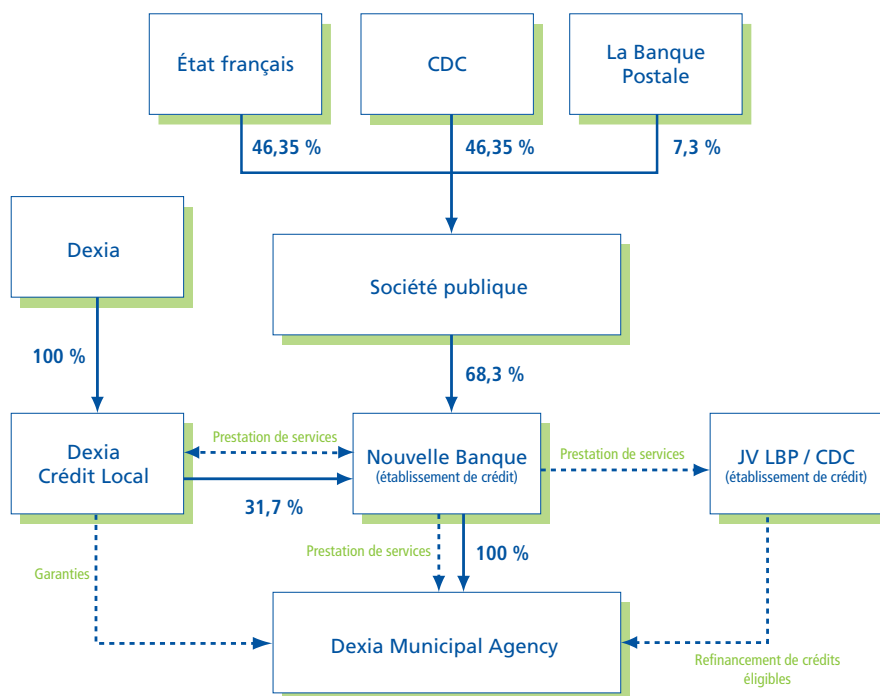 État français
CDC
La Banque
Postale
46,35 %
46,35 %
7,3 %
Dexia
Société publique
100 %
68,3 %
Dexia
Crédit Local
Prestation de services
Nouvelle Banque
(établissement de crédit)
Prestation de services
JV LBP / CDC
(établissement de crédit)
31,7 %
Garanties
Prestation de services
100 %
Dexia Municipal Agency
Refinancement de crédits
éligibles